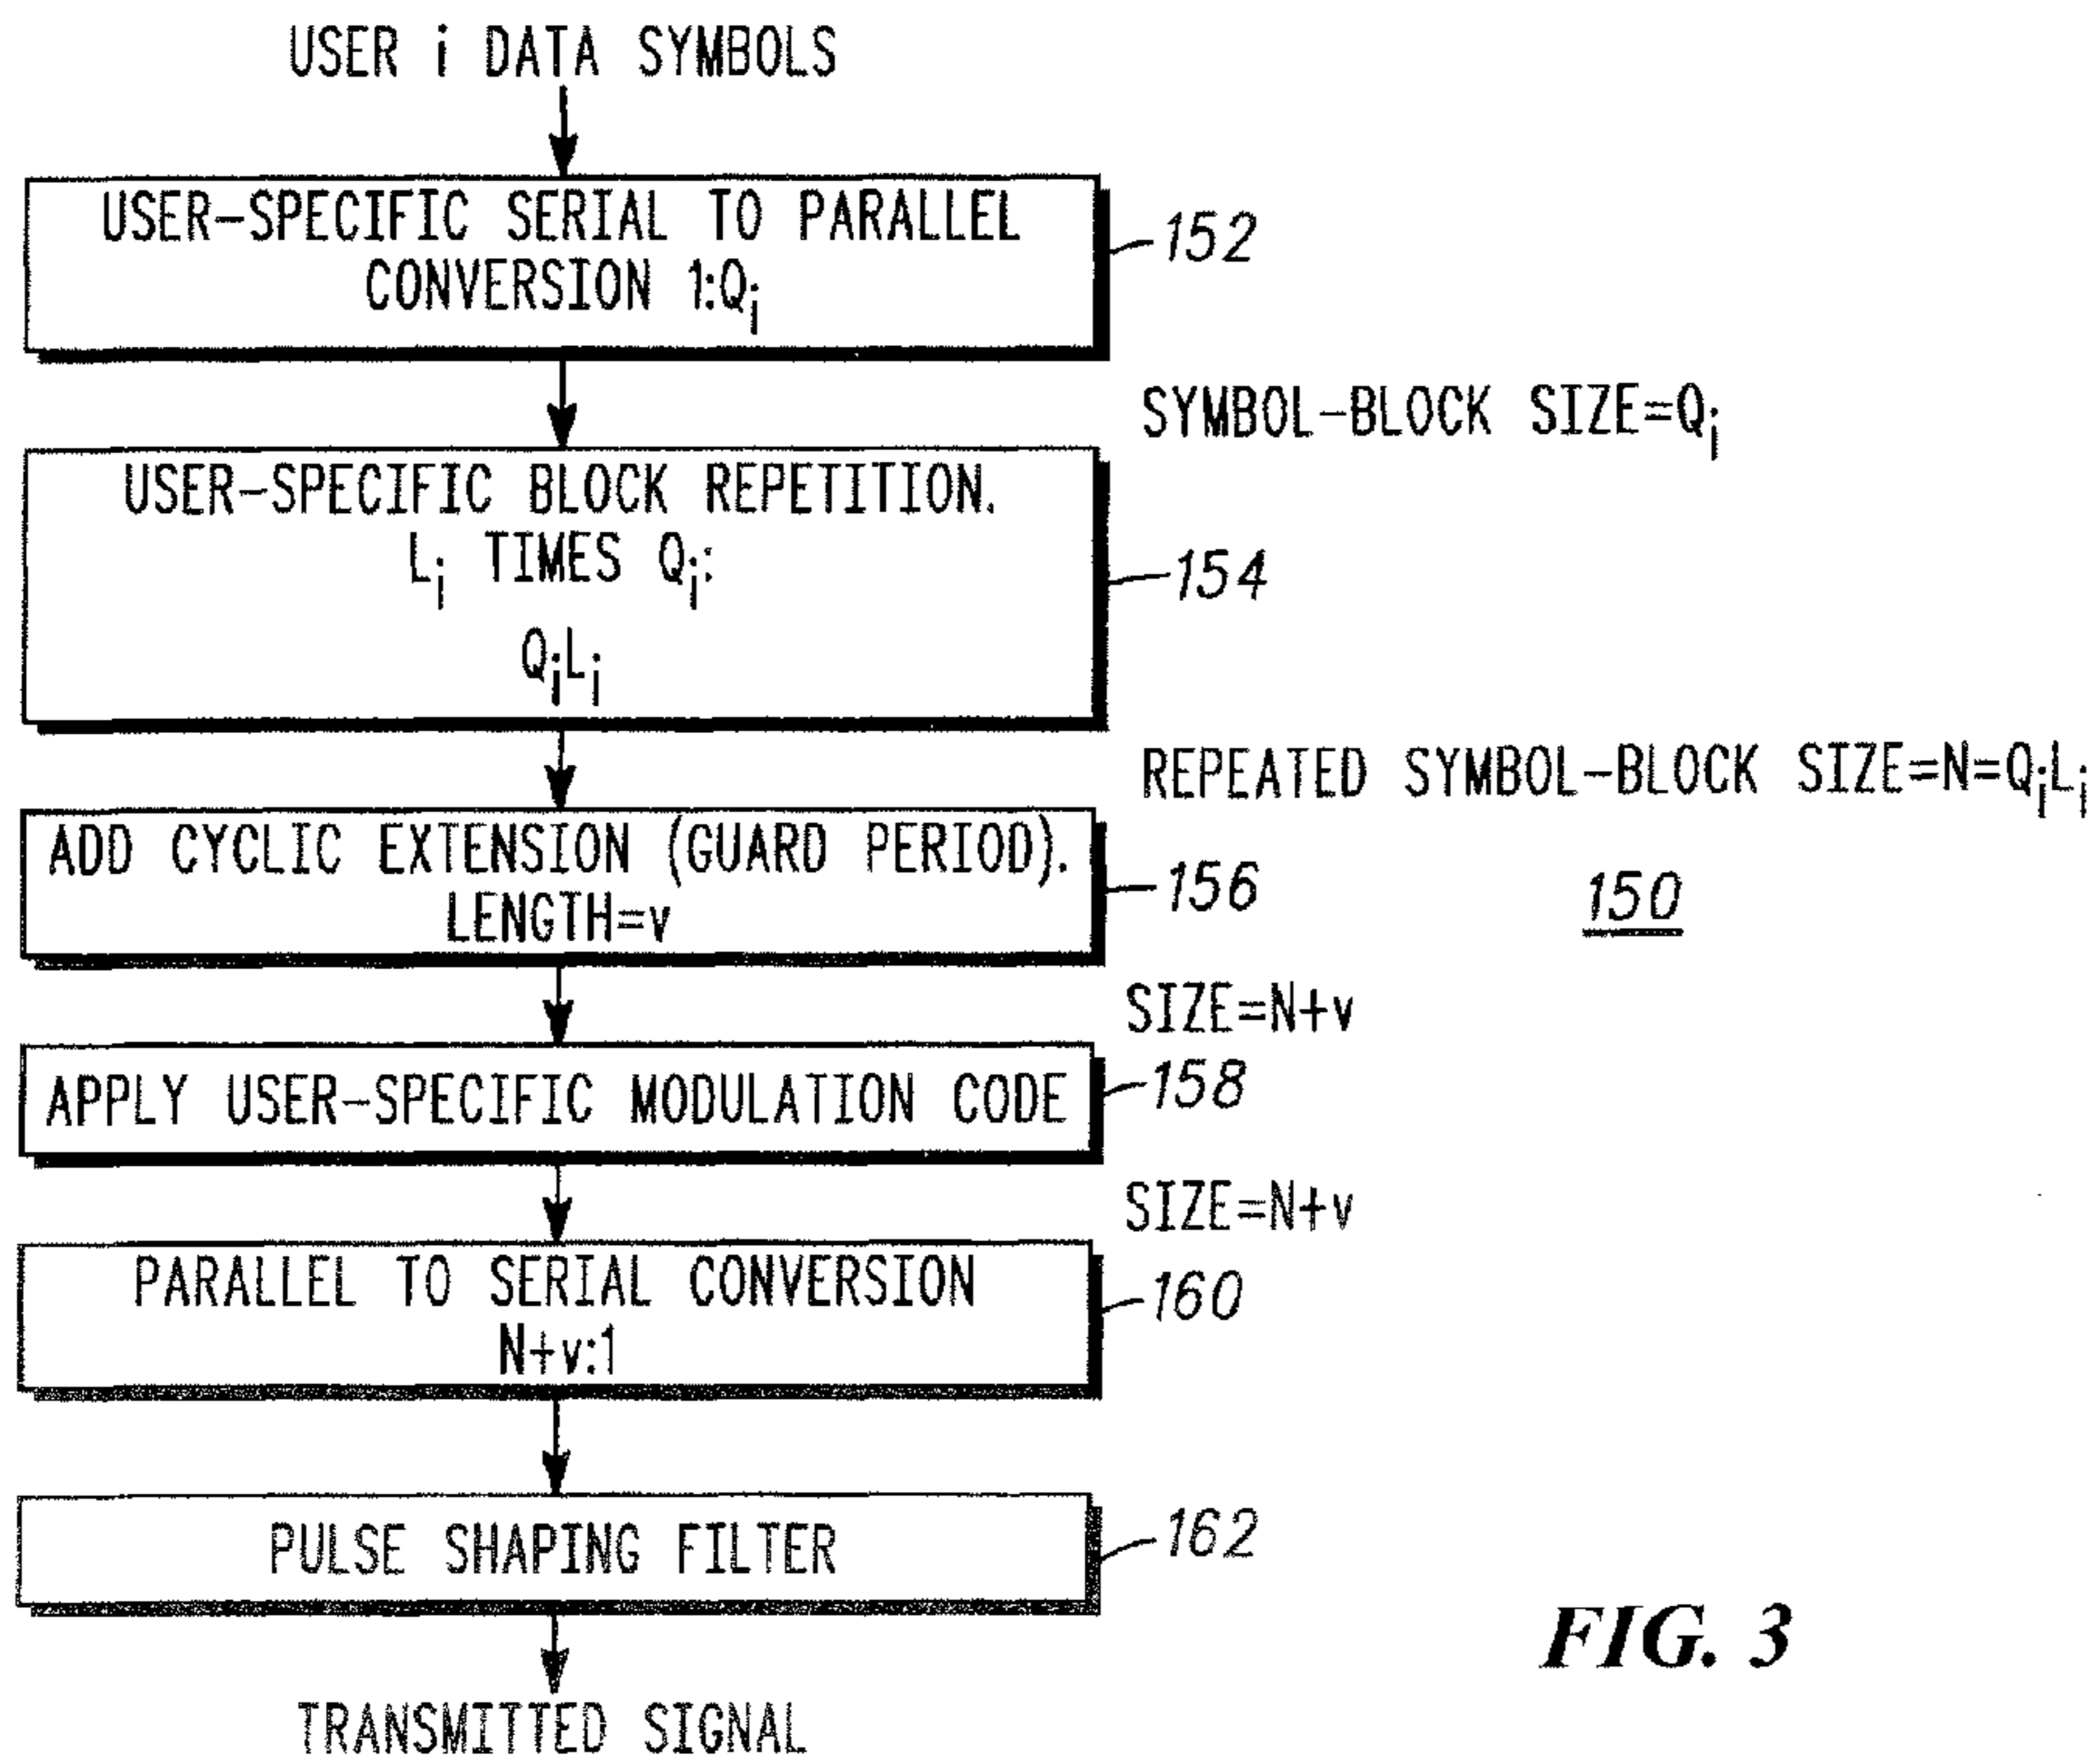 USER i DATA SYMBOLS
USER-SPECIFIC SERIAL TO PARALLEL
CONVERSION 1:Qi
152
SYMBOL-BLOCK SIZE=Qi
USER-SPECIFIC BLOCK REPETITION.
Li TIMES Qi:
QiLi
154
REPEATED SYMBOL-BLOCK SIZE=N=QiLi
ADD CYCLIC EXTENSION (GUARD PERIOD).
LENGTH=v
156
150
SIZE=N+v
APPLY USER-SPECIFIC MODULATION CODE
158
SIZE=N+v
PARALLEL TO SERIAL CONVERSION
N+v:1
160
PULSE SHAPING FILTER
162
FIG. 3
TRANSMITTED SIGNAL